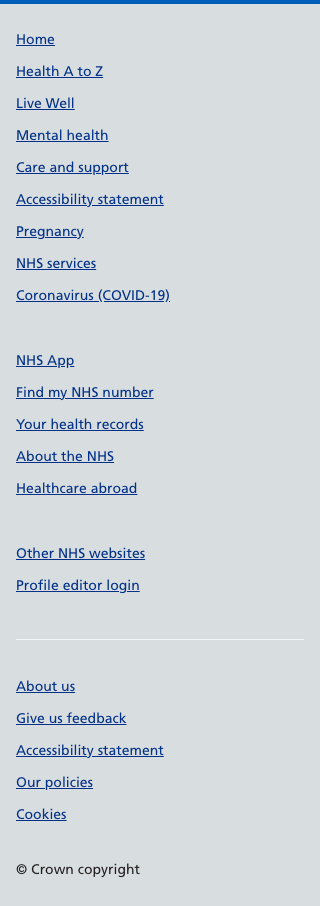 Home
Health A to Z
Live Well
Mental health
Care and support
Accessibility statement
Pregnancy
NHS services
Coronavirus (COVID-19)
NHS App
Find my NHS number
Your health records
About the NHS
Healthcare abroad
Other NHS websites
Profile editor login
About us
Give us feedback
Accessibility statement
Our policies
Cookies
© Crown copyright